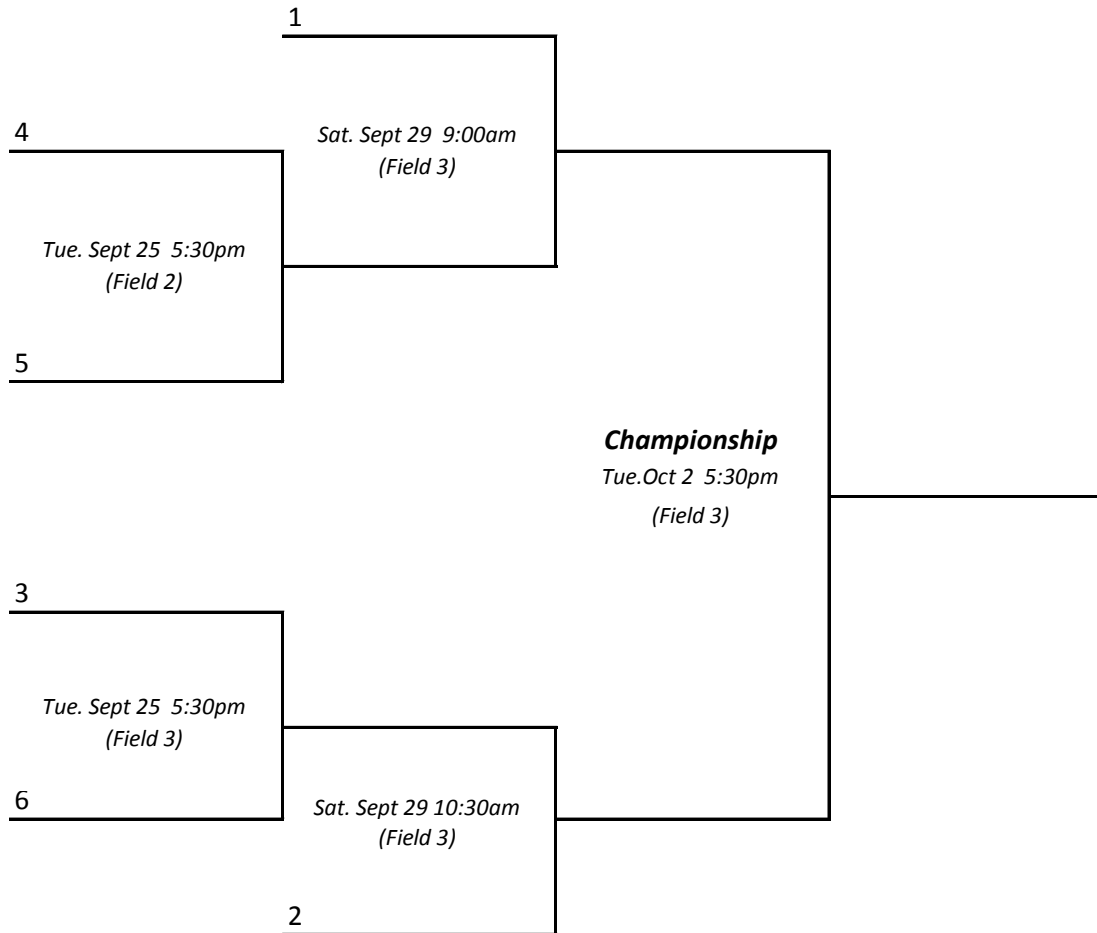 1
4
Sat. Sept 29  9:00am
(Field 3)
Tue. Sept 25  5:30pm
(Field 2)
5
Championship
Tue.Oct 2  5:30pm
(Field 3)
3
Tue. Sept 25  5:30pm
(Field 3)
6
Sat. Sept 29 10:30am
(Field 3)
2